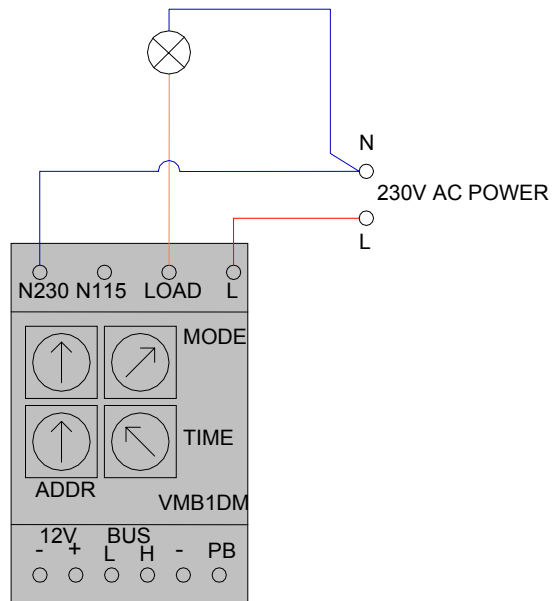 N
230V AC POWER
L
N230 N115 LOAD L
MODE
TIME
ADDR
VMB1DM
12V BUS
- + L H - PB